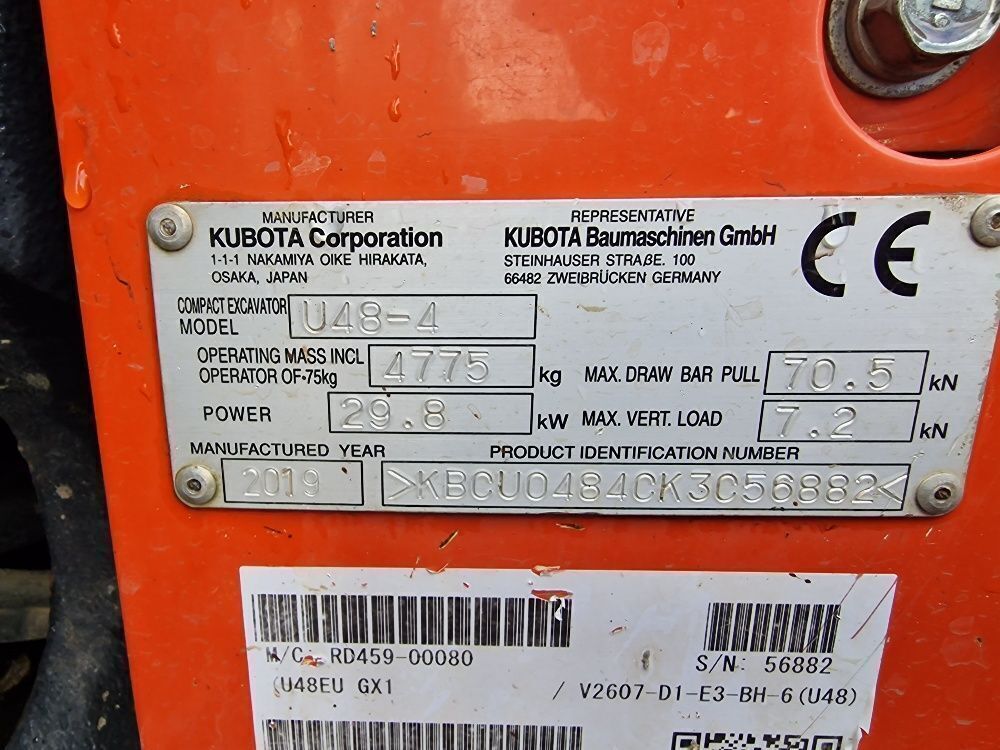 MANUFACTURER
KUBOTA Corporation
1-1-1 NAKAMIYA OIKE HIRAKATA,
OSAKA, JAPAN
REPRESENTATIVE
KUBOTA Baumaschinen GmbH
STEINHAUSER STRAßE. 100
66482 ZWEIBRÜCKEN GERMANY
CE
COMPACT EXCAVATOR
MODEL U48-4
OPERATING MASS INCL
OPERATOR OF•75kg 4775 kg
MAX. DRAW BAR PULL 70.5 kN
POWER 29.8 kW
MAX. VERT. LOAD 7.2 kN
MANUFACTURED YEAR
2019
PRODUCT IDENTIFICATION NUMBER
>KBCU0484CK3C56882<
M/C: RD459-00080
S/N: 56882
(U48EU GX1 / V2607-D1-E3-BH-6(U48)